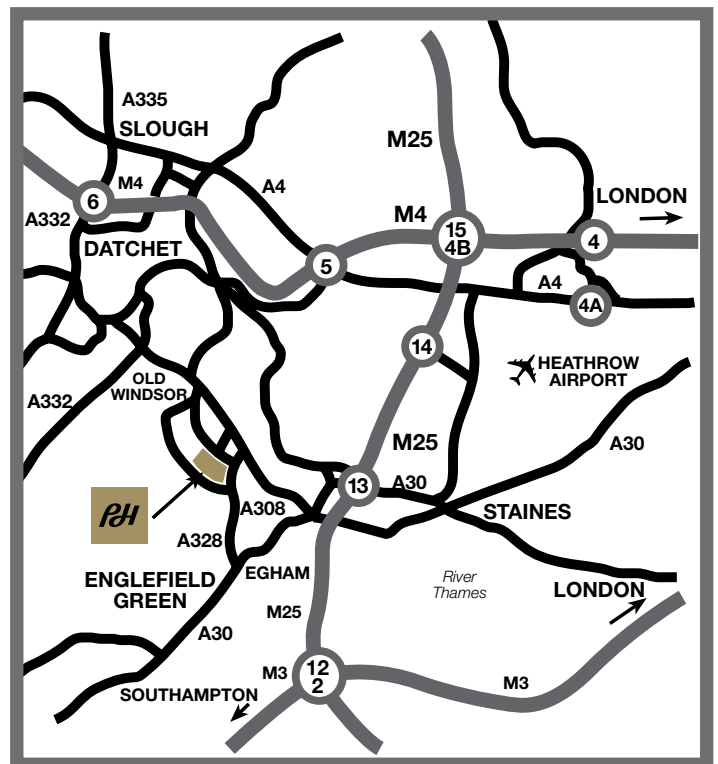 A335
SLOUGH
M25
M4
A4
LONDON
6
A332
M4
15
4B
4
DATCHET
5
A4
4A
14
HEATHROW
AIRPORT
OLD
WINDSOR
A332
M25
A30
13
A30
RH
A308
STAINES
A328
EGHAM
River
Thames
ENGLEFIELD
GREEN
LONDON
M25
A30
12
2
M3
M3
SOUTHAMPTON